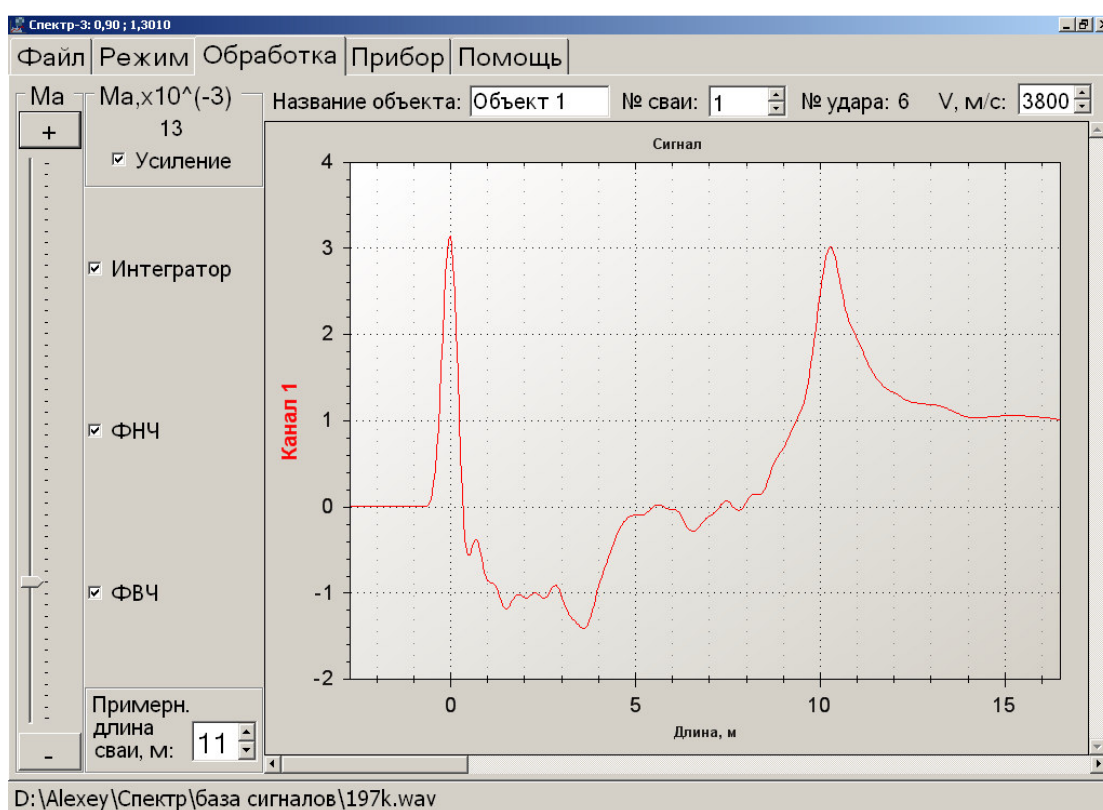 Спектр-3: 0,90 ; 1,3010
Файл Режим Обработка Прибор Помощь
Ма
+
-
Ма,х10^(-3)
13
Усиление
Интегратор
ФНЧ
ФВЧ
Примерн.
длина
сваи, м: 11
Название объекта: Объект 1 № сваи: 1 № удара: 6 V, м/с: 3800
Сигнал
4
3
2
1
0
-1
-2
Канал 1
0 5 10 15
Длина, м
D:\Alexey\Спектр\база сигналов\197k.wav